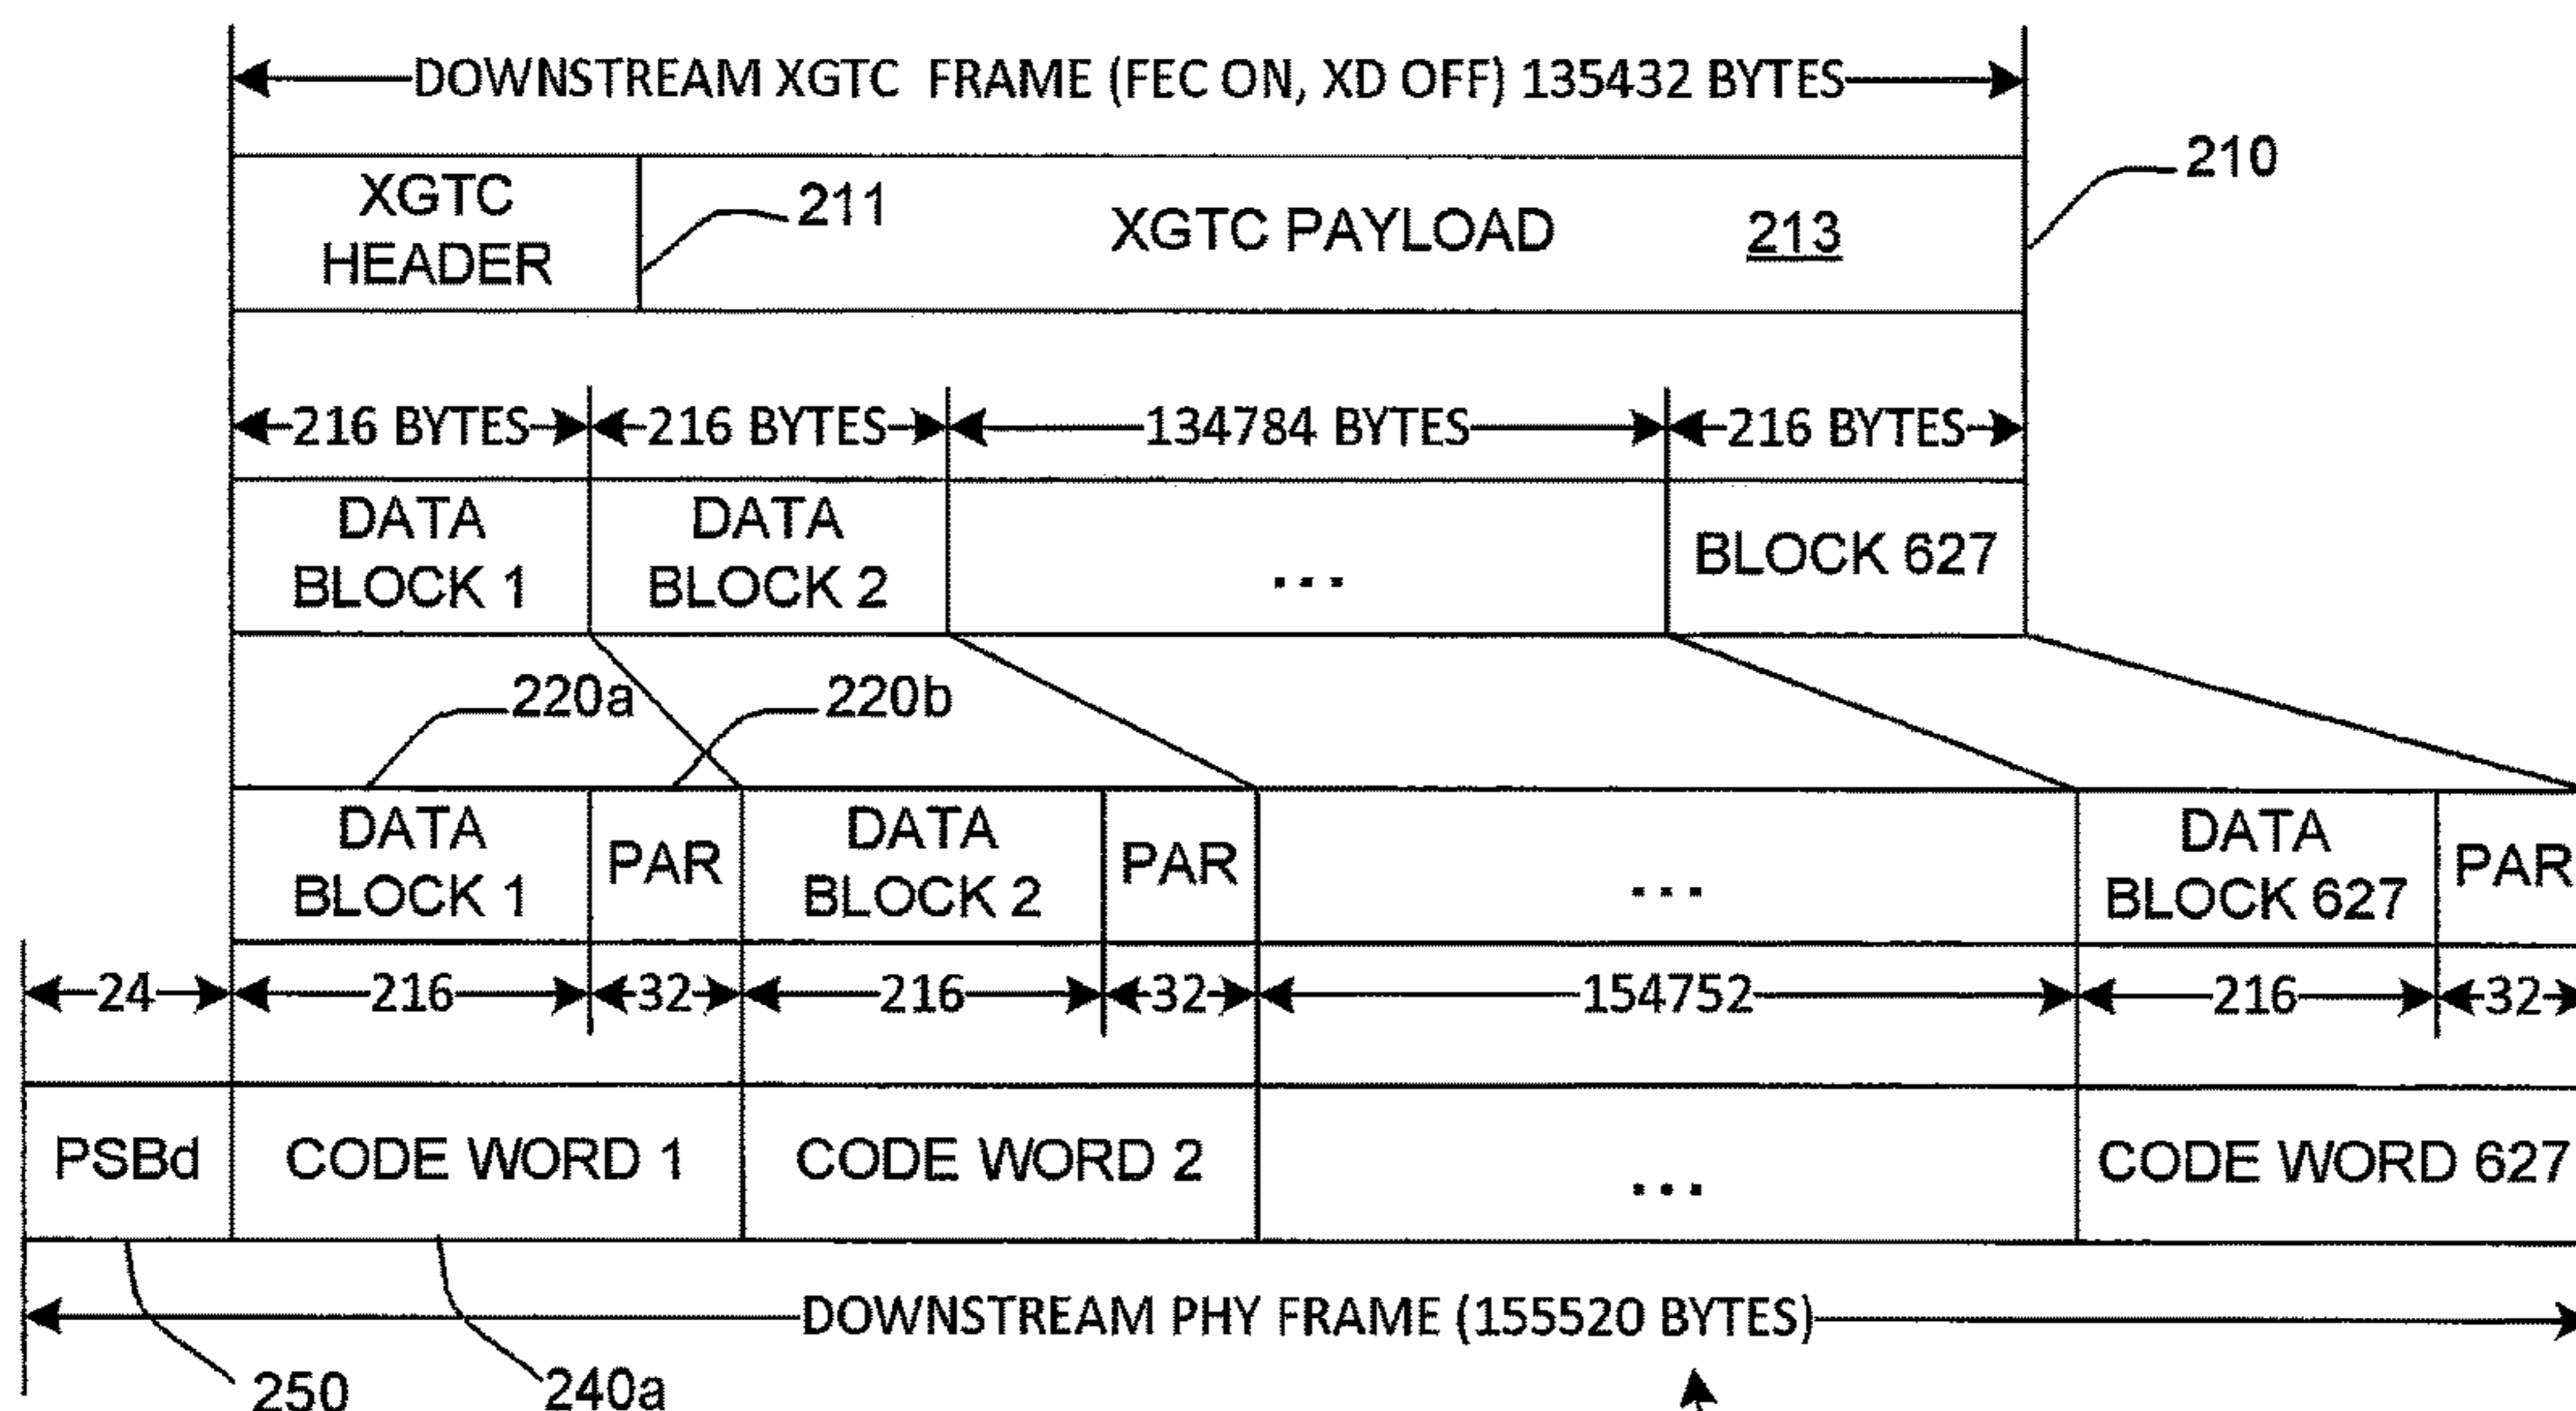 DOWNSTREAM XGTC FRAME (FEC ON, XD OFF) 135432 BYTES
210
XGTC HEADER
211
XGTC PAYLOAD 213
216 BYTES 216 BYTES 134784 BYTES 216 BYTES
DATA BLOCK 1
DATA BLOCK 2
...
BLOCK 627
220a 220b
DATA BLOCK 1
PAR
DATA BLOCK 2
PAR
...
DATA BLOCK 627
PAR
24 216 32 216 32 154752 216 32
PSBd CODE WORD 1 CODE WORD 2 ... CODE WORD 627
DOWNSTREAM PHY FRAME (155520 BYTES)
250 240a